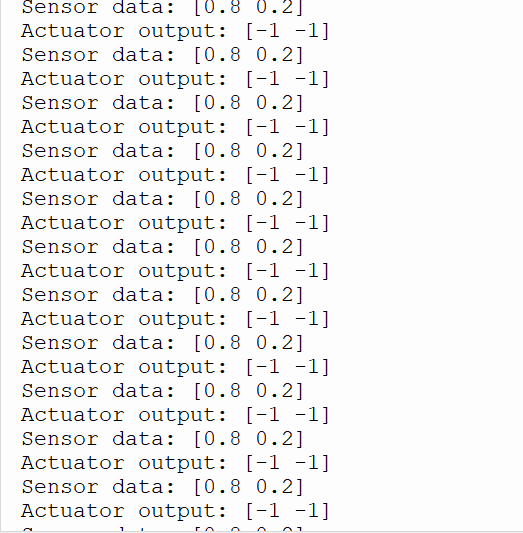 Sensor data: [0.8 0.2]
Actuator output: [-1 -1]
Sensor data: [0.8 0.2]
Actuator output: [-1 -1]
Sensor data: [0.8 0.2]
Actuator output: [-1 -1]
Sensor data: [0.8 0.2]
Actuator output: [-1 -1]
Sensor data: [0.8 0.2]
Actuator output: [-1 -1]
Sensor data: [0.8 0.2]
Actuator output: [-1 -1]
Sensor data: [0.8 0.2]
Actuator output: [-1 -1]
Sensor data: [0.8 0.2]
Actuator output: [-1 -1]
Sensor data: [0.8 0.2]
Actuator output: [-1 -1]
Sensor data: [0.8 0.2]
Actuator output: [-1 -1]
Sensor data: [0.8 0.2]
Actuator output: [-1 -1]